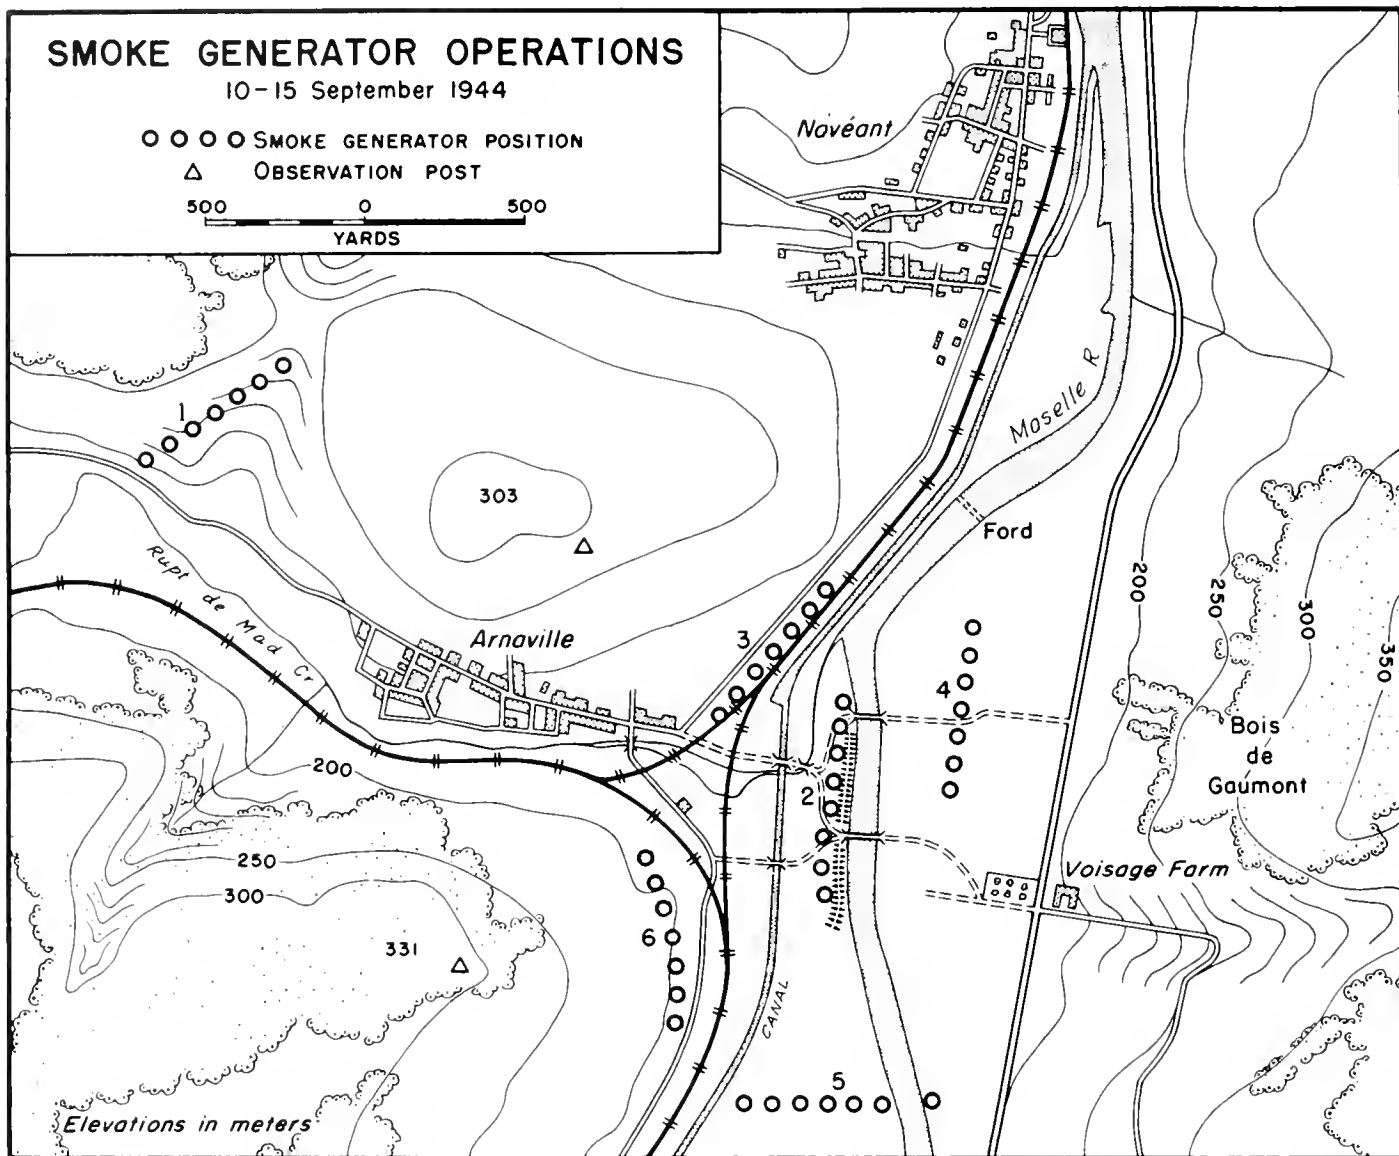 SMOKE GENERATOR OPERATIONS
10-15 September 1944
SMOKE GENERATOR POSITION
OBSERVATION POST
500 0 500
YARDS
Novéant
1
Moselle R
303
Ford
Rupt de Mad Cr
Arnaville
3
4
200
250
300
350
Bois
de
Gaumont
200
2
250
300
Voisage Farm
6
331
CANAL
5
Elevations in meters